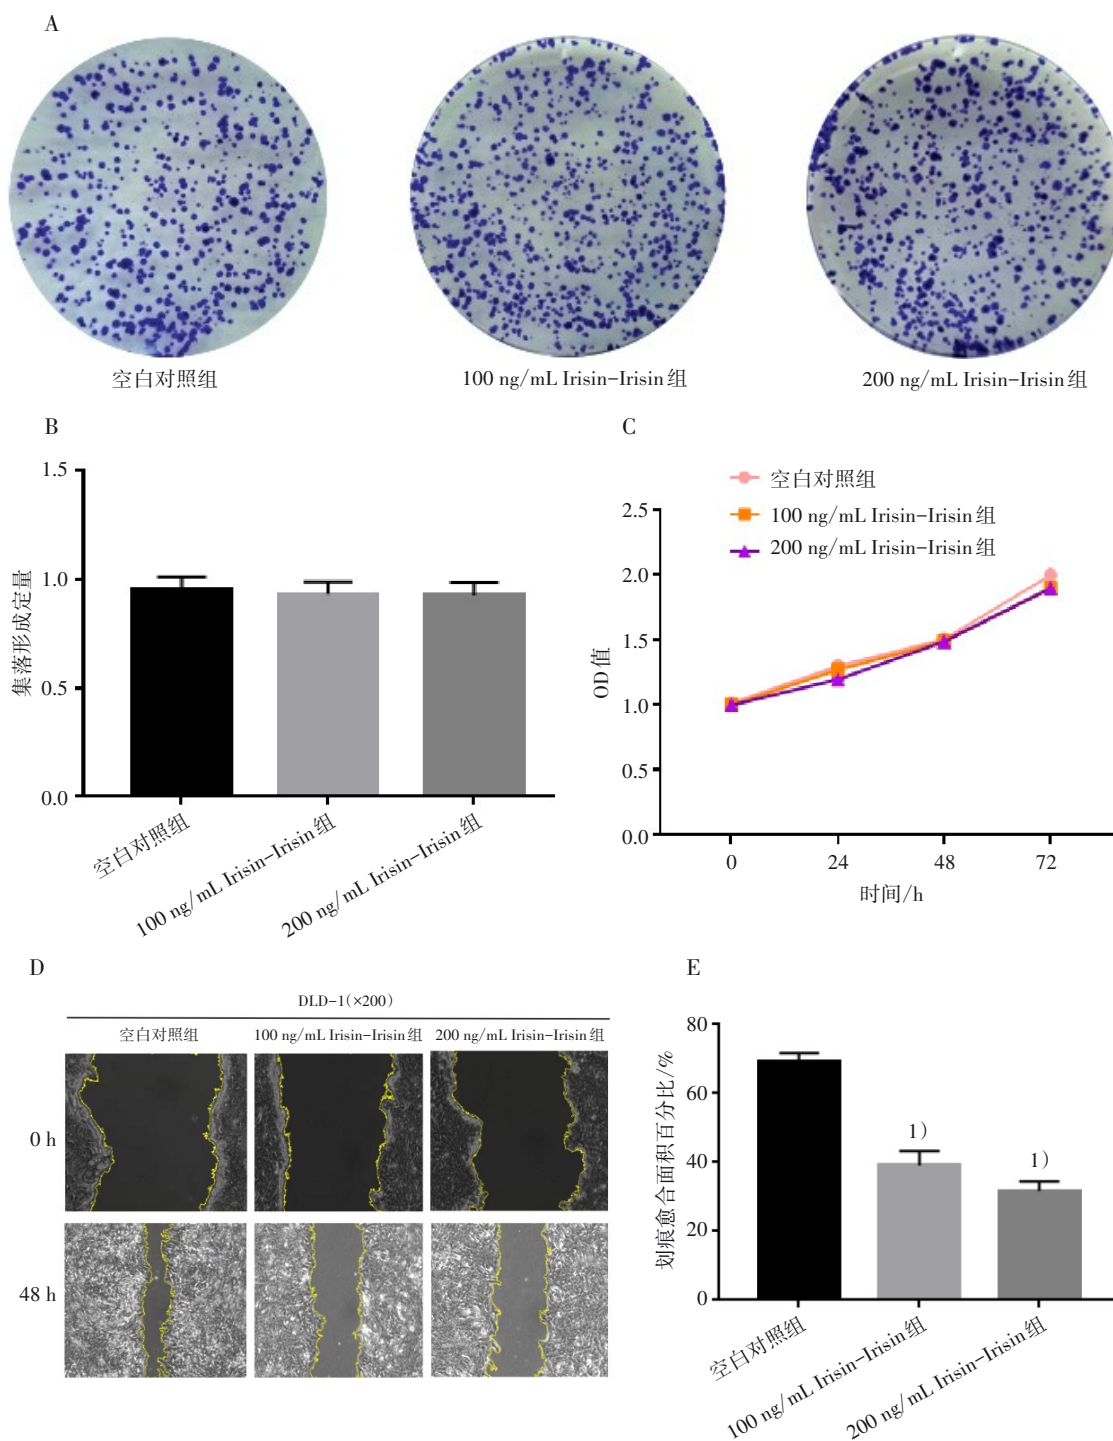 A
空白对照组
100 ng/mL Irisin-Irisin组
200 ng/mL Irisin-Irisin组
B
集落形成定量
1.5
1.0
0.5
0.0
空白对照组
100 ng/mL Irisin-Irisin组
200 ng/mL Irisin-Irisin组
C
空白对照组
100 ng/mL Irisin-Irisin组
200 ng/mL Irisin-Irisin组
OD值
2.5
2.0
1.5
1.0
0.5
0.0
0 24 48 72
时间/h
D
DLD-1(×200)
空白对照组 100 ng/mL Irisin-Irisin组 200 ng/mL Irisin-Irisin组
0 h
48 h
E
划痕愈合面积百分比/%
80
60
40
20
0
1)
1)
空白对照组
100 ng/mL Irisin-Irisin组
200 ng/mL Irisin-Irisin组